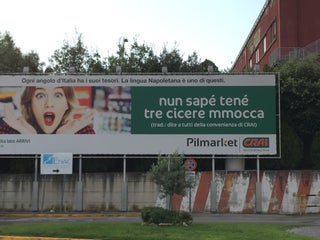 Ogni angolo d'Italia ha i suoi tesori. La lingua Napoletana è uno di questi.
nun sapé tené
tre cicere mmocca
(trad.: dite a tutti della convenienza di CRAI)
Pilmarket CRAI